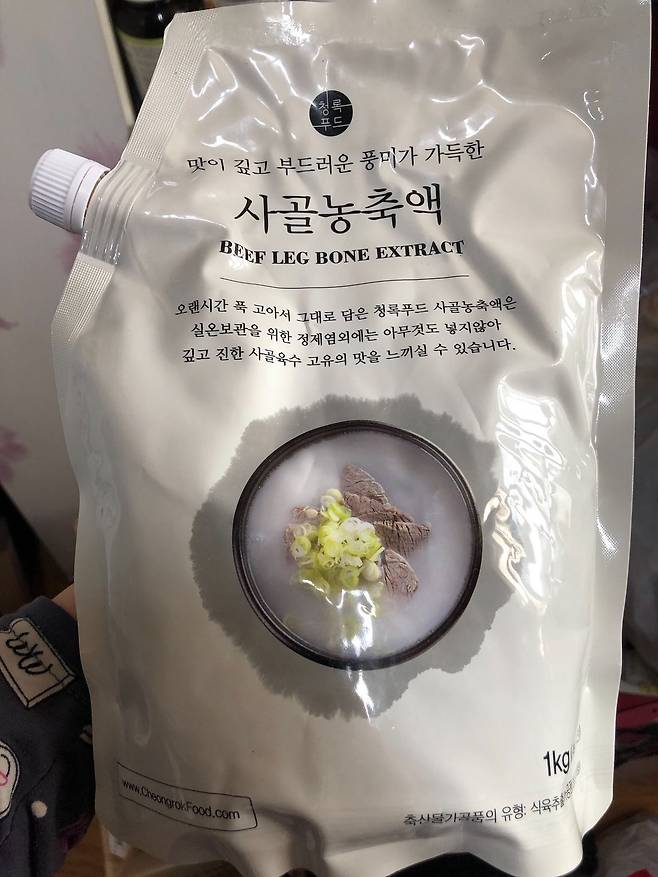 청록
푸드
맛이 깊고 부드러운 풍미가 가득한
사골농축액
BEEF LEG BONE EXTRACT
오랜시간 푹 고아서 그대로 담은 청록푸드 사골농축액은
실온보관을 위한 정제염외에는 아무것도 넣지않아
깊고 진한 사골육수 고유의 맛을 느끼실 수 있습니다.
1kg
www.CheongrokFood.com
축산물가공품의 유형: 식육추출